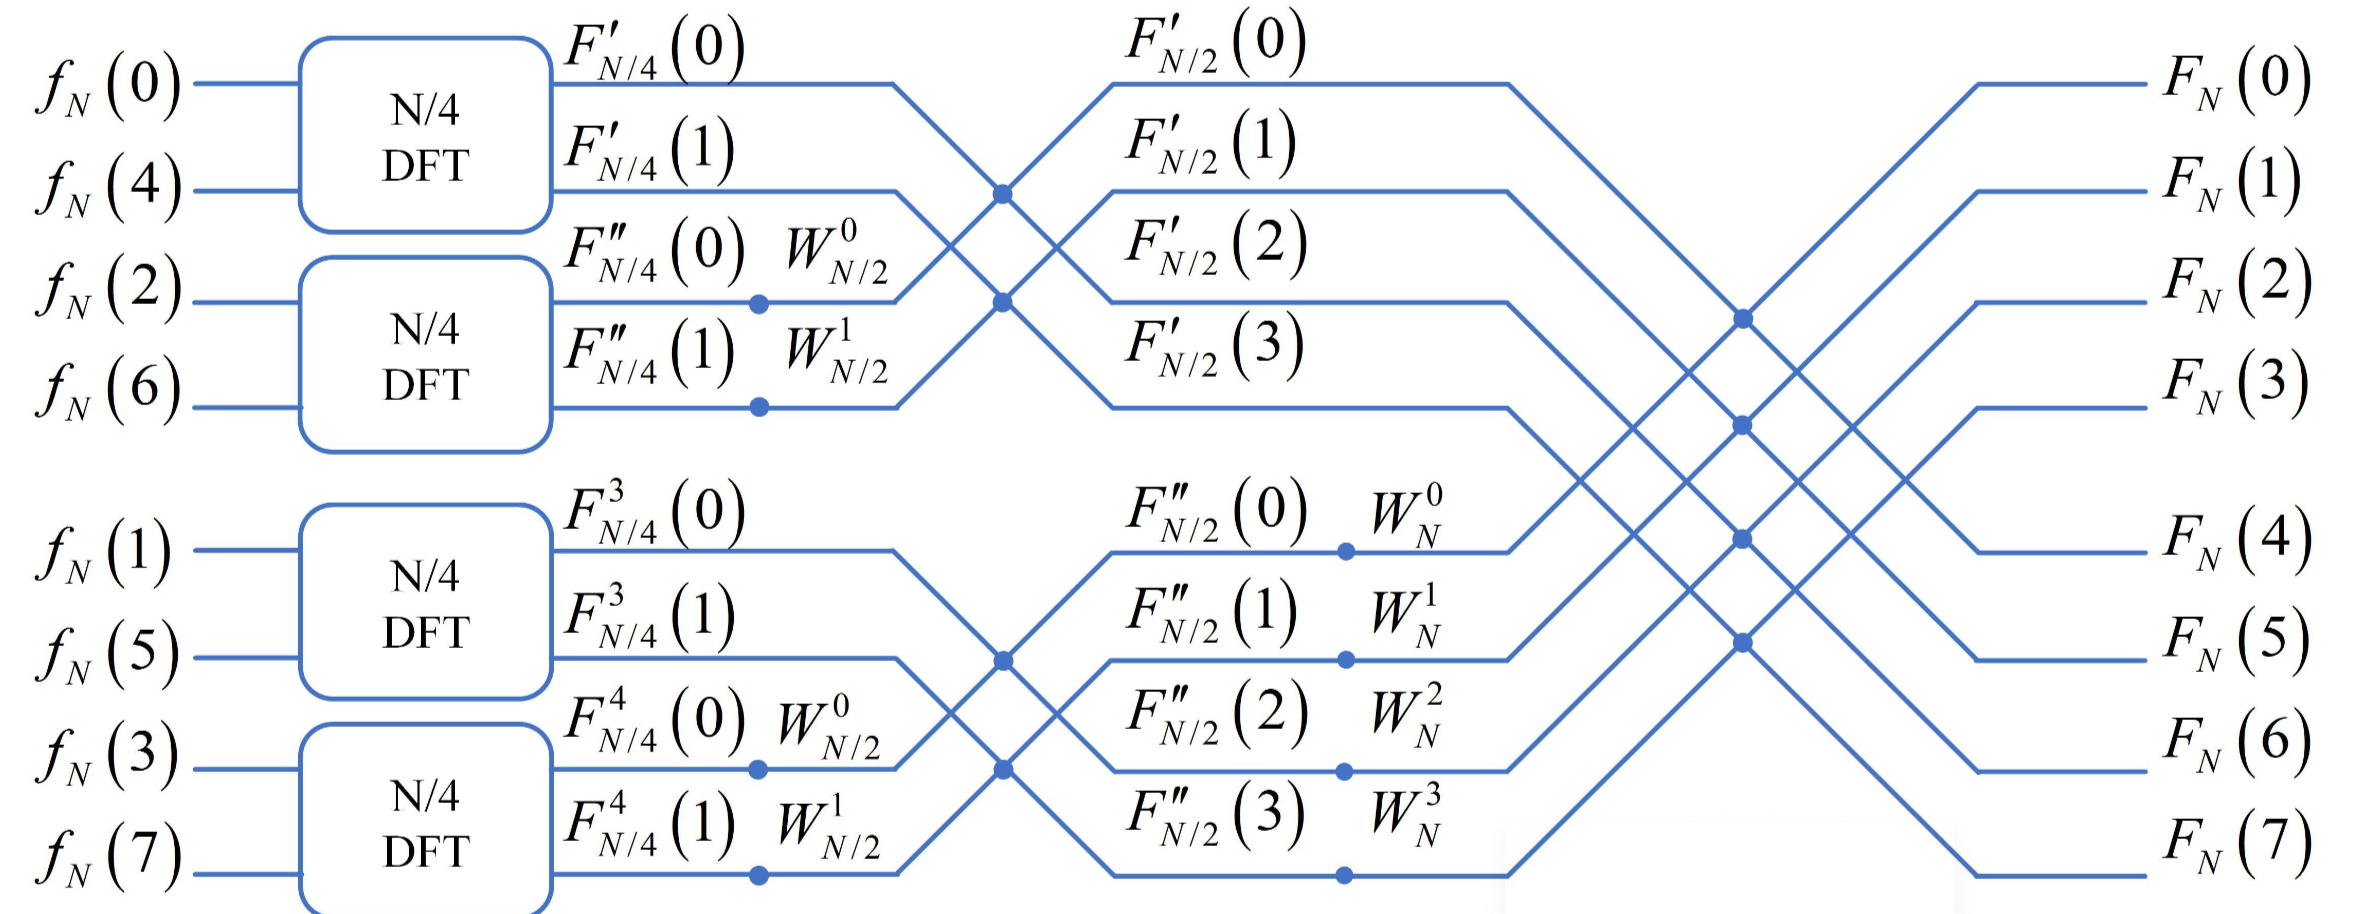 f_N(0) N/4 DFT F'_{N/4}(0) F'_{N/2}(0) F_N(0)
f_N(4) F'_{N/4}(1) F'_{N/2}(1) F_N(1)
f_N(2) N/4 DFT F''_{N/4}(0) W^0_{N/2} F'_{N/2}(2) F_N(2)
f_N(6) F''_{N/4}(1) W^1_{N/2} F'_{N/2}(3) F_N(3)
f_N(1) N/4 DFT F^3_{N/4}(0) F''_{N/2}(0) W^0_N F_N(4)
f_N(5) F^3_{N/4}(1) F''_{N/2}(1) W^1_N F_N(5)
f_N(3) N/4 DFT F^4_{N/4}(0) W^0_{N/2} F''_{N/2}(2) W^2_N F_N(6)
f_N(7) F^4_{N/4}(1) W^1_{N/2} F''_{N/2}(3) W^3_N F_N(7)